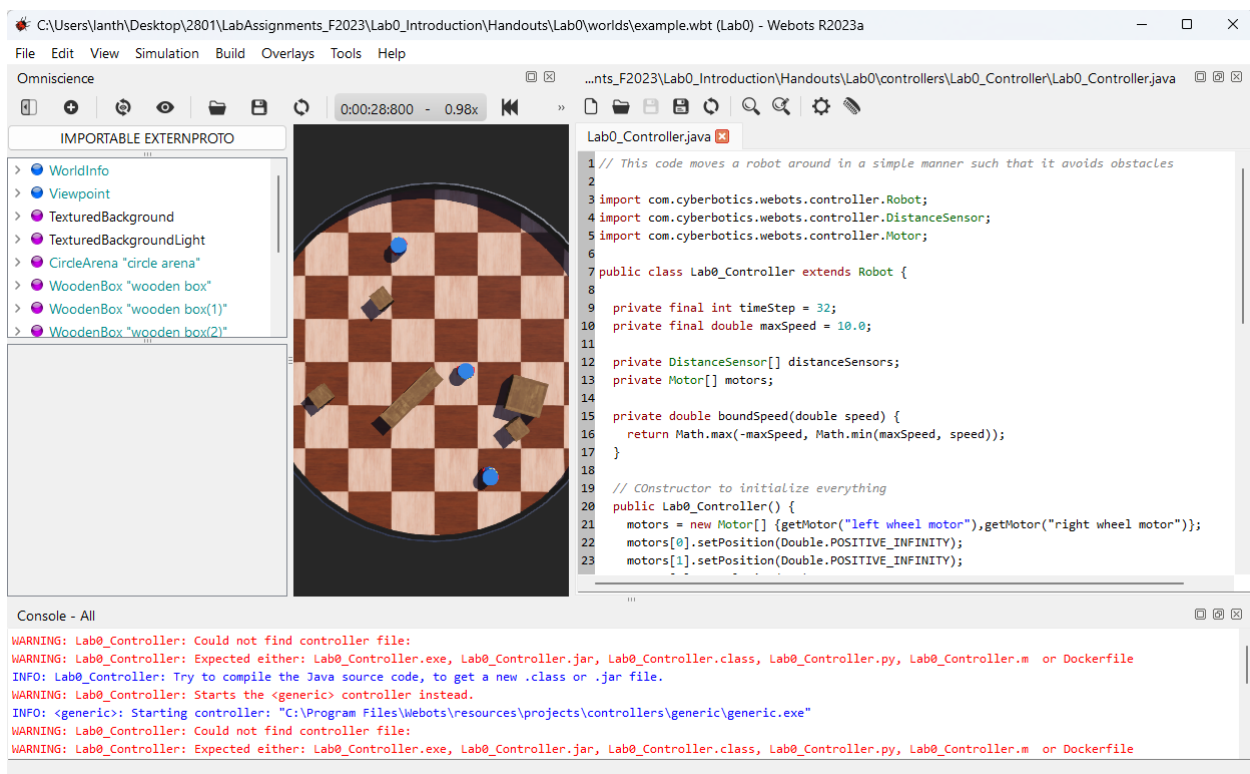 C:\Users\lanth\Desktop\2801\LabAssignments_F2023\Lab0_Introduction\Handouts\Lab0\worlds\example.wbt (Lab0) - Webots R2023a
File Edit View Simulation Build Overlays Tools Help
Omniscience
...nts_F2023\Lab0_Introduction\Handouts\Lab0\controllers\Lab0_Controller\Lab0_Controller.java
0:00:28:800 - 0.98x
»
IMPORTABLE EXTERNPROTO
WorldInfo
Viewpoint
TexturedBackground
TexturedBackgroundLight
CircleArena "circle arena"
WoodenBox "wooden box"
WoodenBox "wooden box(1)"
WoodenBox "wooden box(2)"
Lab0_Controller.java
1 // This code moves a robot around in a simple manner such that it avoids obstacles
2
3 import com.cyberbotics.webots.controller.Robot;
4 import com.cyberbotics.webots.controller.DistanceSensor;
5 import com.cyberbotics.webots.controller.Motor;
6
7 public class Lab0_Controller extends Robot {
8
9 private final int timeStep = 32;
10 private final double maxSpeed = 10.0;
11
12 private DistanceSensor[] distanceSensors;
13 private Motor[] motors;
14
15 private double boundSpeed(double speed) {
16 return Math.max(-maxSpeed, Math.min(maxSpeed, speed));
17 }
18
19 // COnstructor to initialize everything
20 public Lab0_Controller() {
21 motors = new Motor[] {getMotor("left wheel motor"),getMotor("right wheel motor")};
22 motors[0].setPosition(Double.POSITIVE_INFINITY);
23 motors[1].setPosition(Double.POSITIVE_INFINITY);
Console - All
WARNING: Lab0_Controller: Could not find controller file:
WARNING: Lab0_Controller: Expected either: Lab0_Controller.exe, Lab0_Controller.jar, Lab0_Controller.class, Lab0_Controller.py, Lab0_Controller.m or Dockerfile
INFO: Lab0_Controller: Try to compile the Java source code, to get a new .class or .jar file.
WARNING: Lab0_Controller: Starts the <generic> controller instead.
INFO: <generic>: Starting controller: "C:\Program Files\Webots\resources\projects\controllers\generic\generic.exe"
WARNING: Lab0_Controller: Could not find controller file:
WARNING: Lab0_Controller: Expected either: Lab0_Controller.exe, Lab0_Controller.jar, Lab0_Controller.class, Lab0_Controller.py, Lab0_Controller.m or Dockerfile